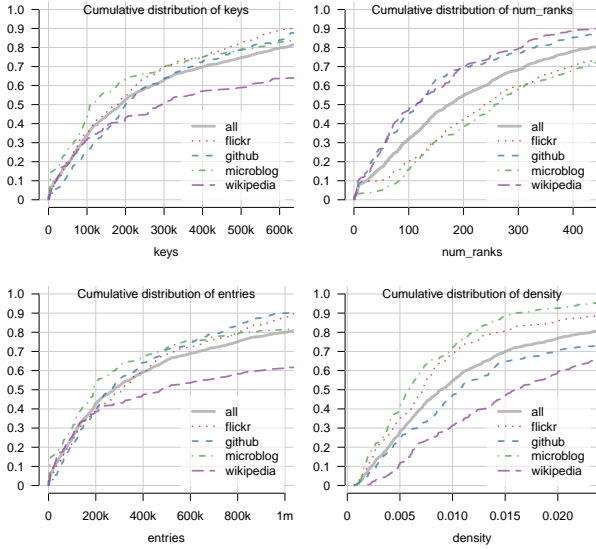 Cumulative distribution of keys
1.0
0.9
0.8
0.7
0.6
0.5
0.4
0.3
0.2
0.1
0
all
flickr
github
microblog
wikipedia
0 100k 200k 300k 400k 500k 600k
keys
Cumulative distribution of num_ranks
1.0
0.9
0.8
0.7
0.6
0.5
0.4
0.3
0.2
0.1
0
all
flickr
github
microblog
wikipedia
0 100 200 300 400
num_ranks
Cumulative distribution of entries
1.0
0.9
0.8
0.7
0.6
0.5
0.4
0.3
0.2
0.1
0
all
flickr
github
microblog
wikipedia
0 200k 400k 600k 800k 1m
entries
Cumulative distribution of density
1.0
0.9
0.8
0.7
0.6
0.5
0.4
0.3
0.2
0.1
0
all
flickr
github
microblog
wikipedia
0 0.005 0.010 0.015 0.020
density